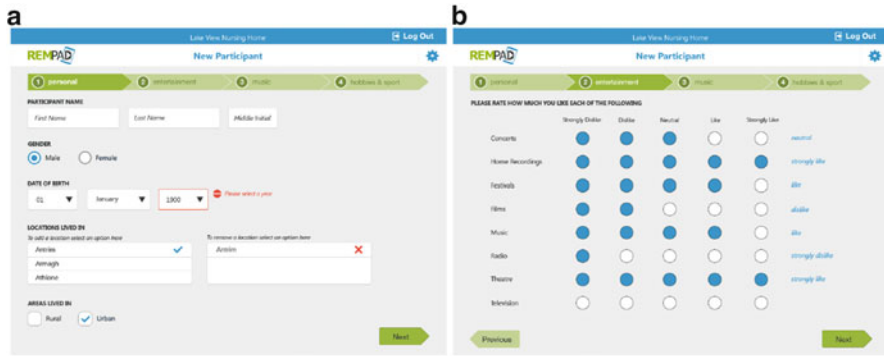 a
Lake View Nursing Home
Log Out
REMPAD
New Participant
1 personal
2 entertainment
3 music
4 hobbies & sport
PARTICIPANT NAME
First Name
Last Name
Middle Initial
GENDER
Male
Female
DATE OF BIRTH
01
January
1900
Please select a year
LOCATIONS LIVED IN
To add a location select an option here
To remove a location select an option here
Antrim
Antrim
Armagh
Athlone
AREAS LIVED IN
Rural
Urban
Next
b
Lake View Nursing Home
Log Out
REMPAD
New Participant
1 personal
2 entertainment
3 music
4 hobbies & sport
PLEASE RATE HOW MUCH YOU LIKE EACH OF THE FOLLOWING
Strongly Dislike Dislike Neutral Like Strongly Like
Concerts neutral
Home Recordings strongly like
Festivals like
Films dislike
Music like
Radio strongly dislike
Theatre strongly like
Television
Previous
Next